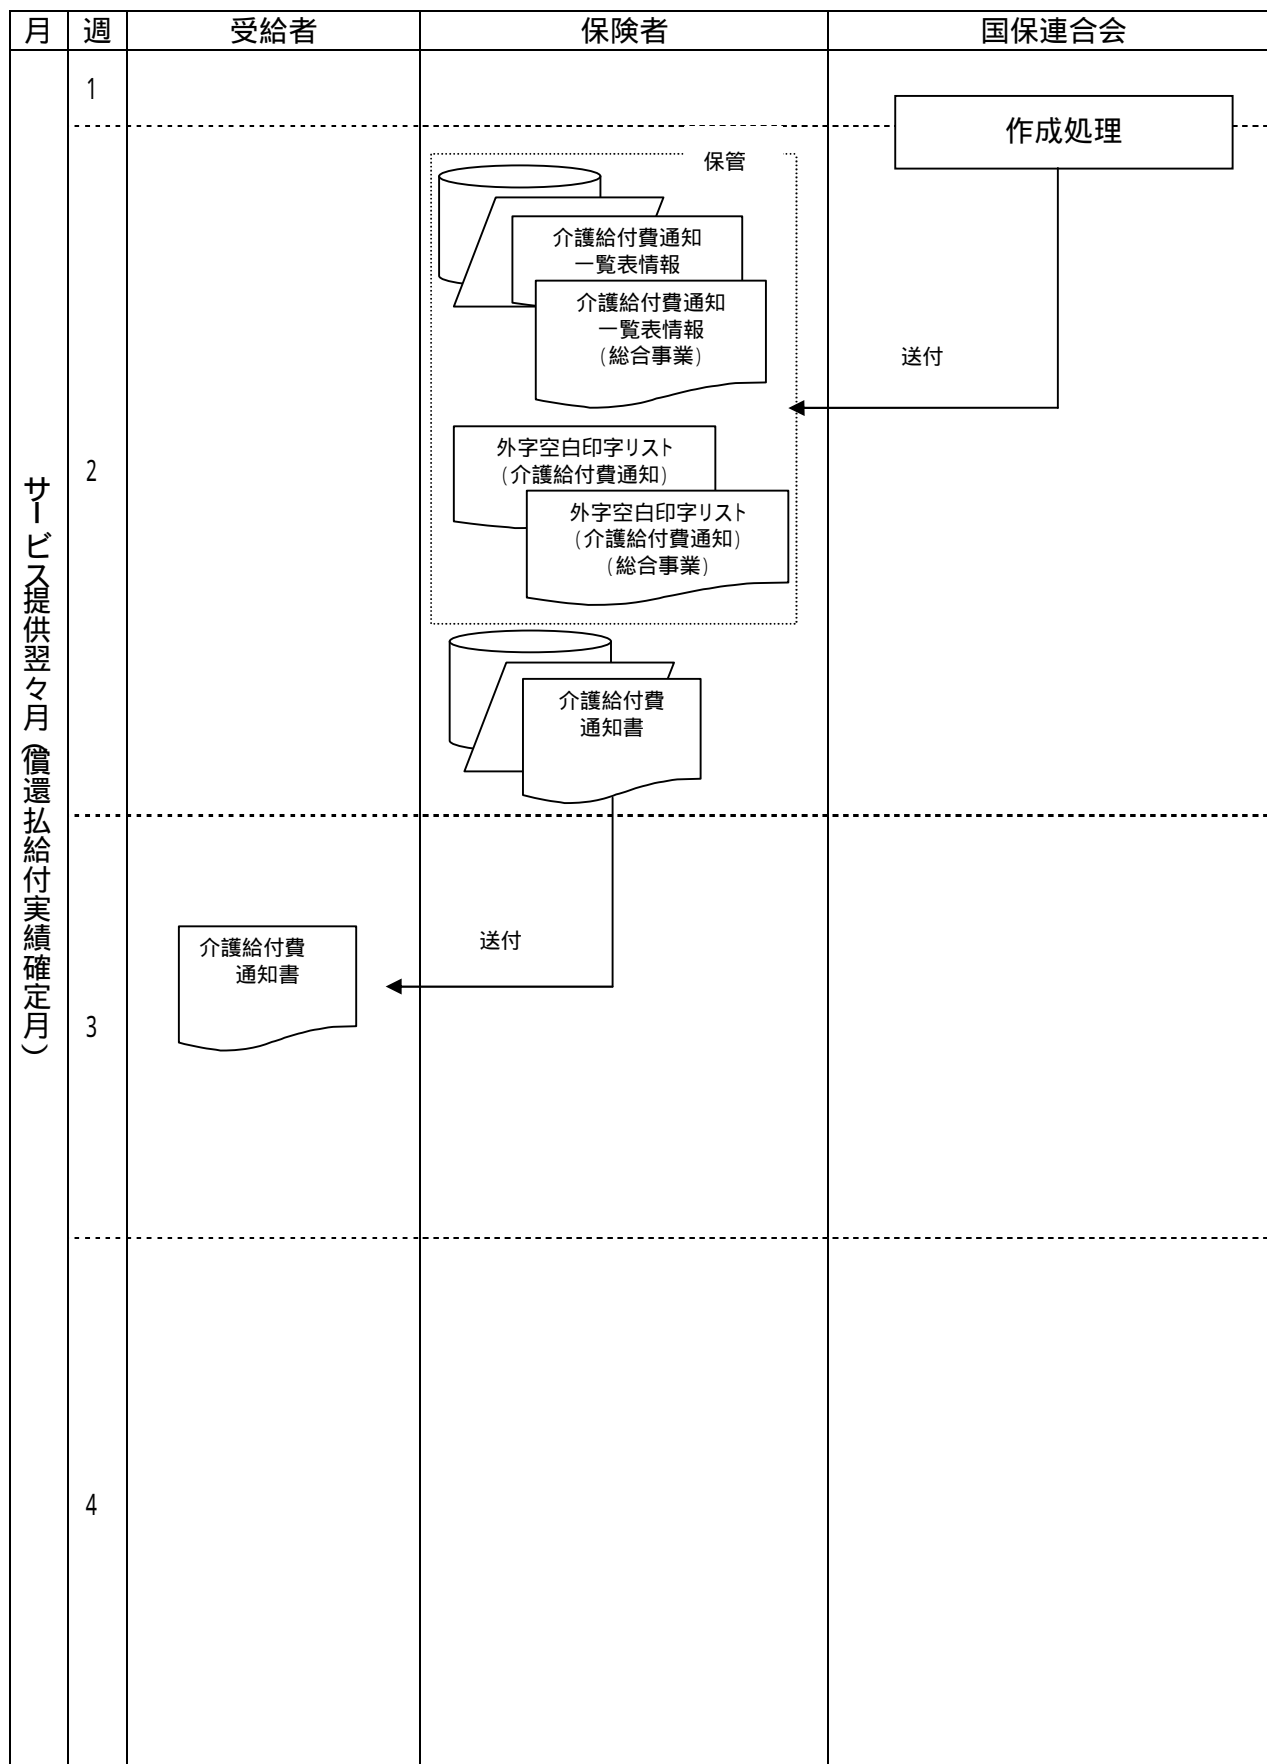 月 週 受給者 保険者 国保連合会
1
作成処理
保管
介護給付費通知
一覧表情報
介護給付費通知
一覧表情報
(総合事業)
送付
外字空白印字リスト
(介護給付費通知)
外字空白印字リスト
(介護給付費通知)
(総合事業)
2
サービス提供翌々月(償還払給付実績確定月)
介護給付費
通知書
送付
介護給付費
通知書
3
4